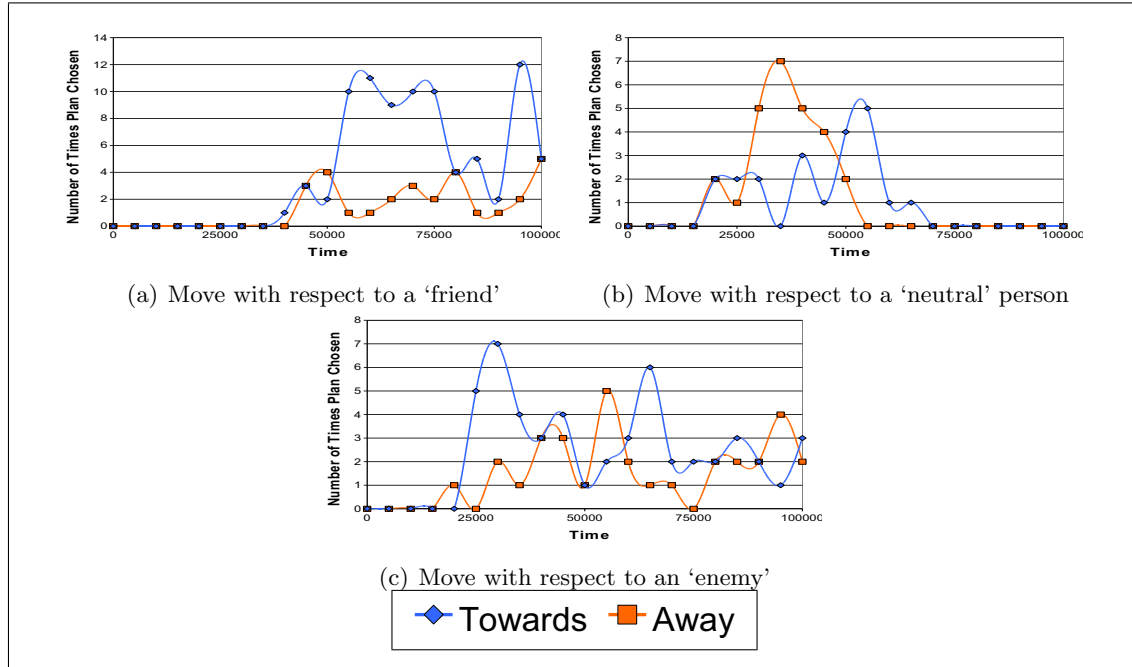 14
12
10
8
6
4
2
0
Number of Times Plan Chosen
0 25000 50000 75000 100000
Time
(a) Move with respect to a ‘friend’
8
7
6
5
4
3
2
1
0
Number of Times Plan Chosen
0 25000 50000 75000 100000
Time
(b) Move with respect to a ‘neutral’ person
8
7
6
5
4
3
2
1
0
Number of Times Plan Chosen
0 25000 50000 75000 100000
Time
(c) Move with respect to an ‘enemy’
Towards Away